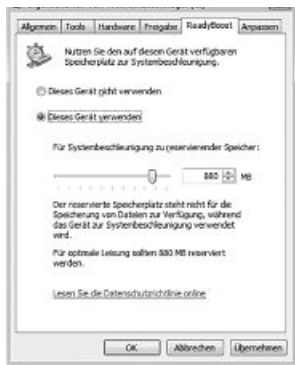 Allgemein Tools Hardware Freigabe ReadyBoost Anpassen
Nutzen Sie den auf diesem Gerät verfügbaren
Speicherplatz zur Systembeschleunigung.
Dieses Gerät nicht verwenden
Dieses Gerät verwenden
Für Systembeschleunigung zu reservierender Speicher:
880 MB
Der reservierte Speicherplatz steht nicht für die
Speicherung von Dateien zur Verfügung, während
das Gerät zur Systembeschleunigung verwendet
wird.
Für optimale Leisung sollten 880 MB reserviert
werden.
Lesen Sie die Datenschutzrichtlinie online
OK Abbrechen Übernehmen